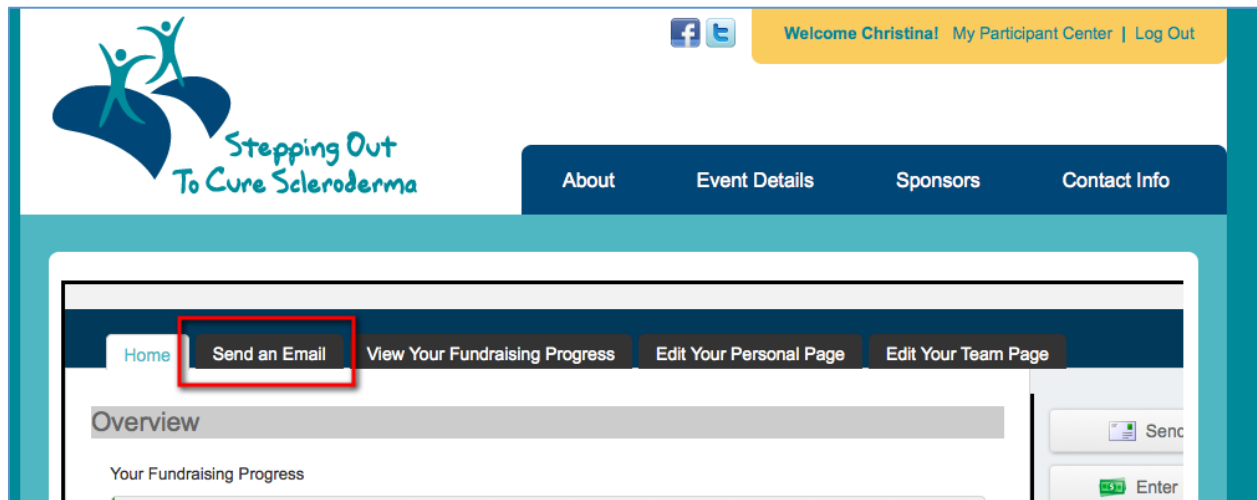 Welcome Christina! My Participant Center | Log Out
Stepping Out
To Cure Scleroderma
About Event Details Sponsors Contact Info
Home Send an Email View Your Fundraising Progress Edit Your Personal Page Edit Your Team Page
Overview
Send
Your Fundraising Progress
Enter